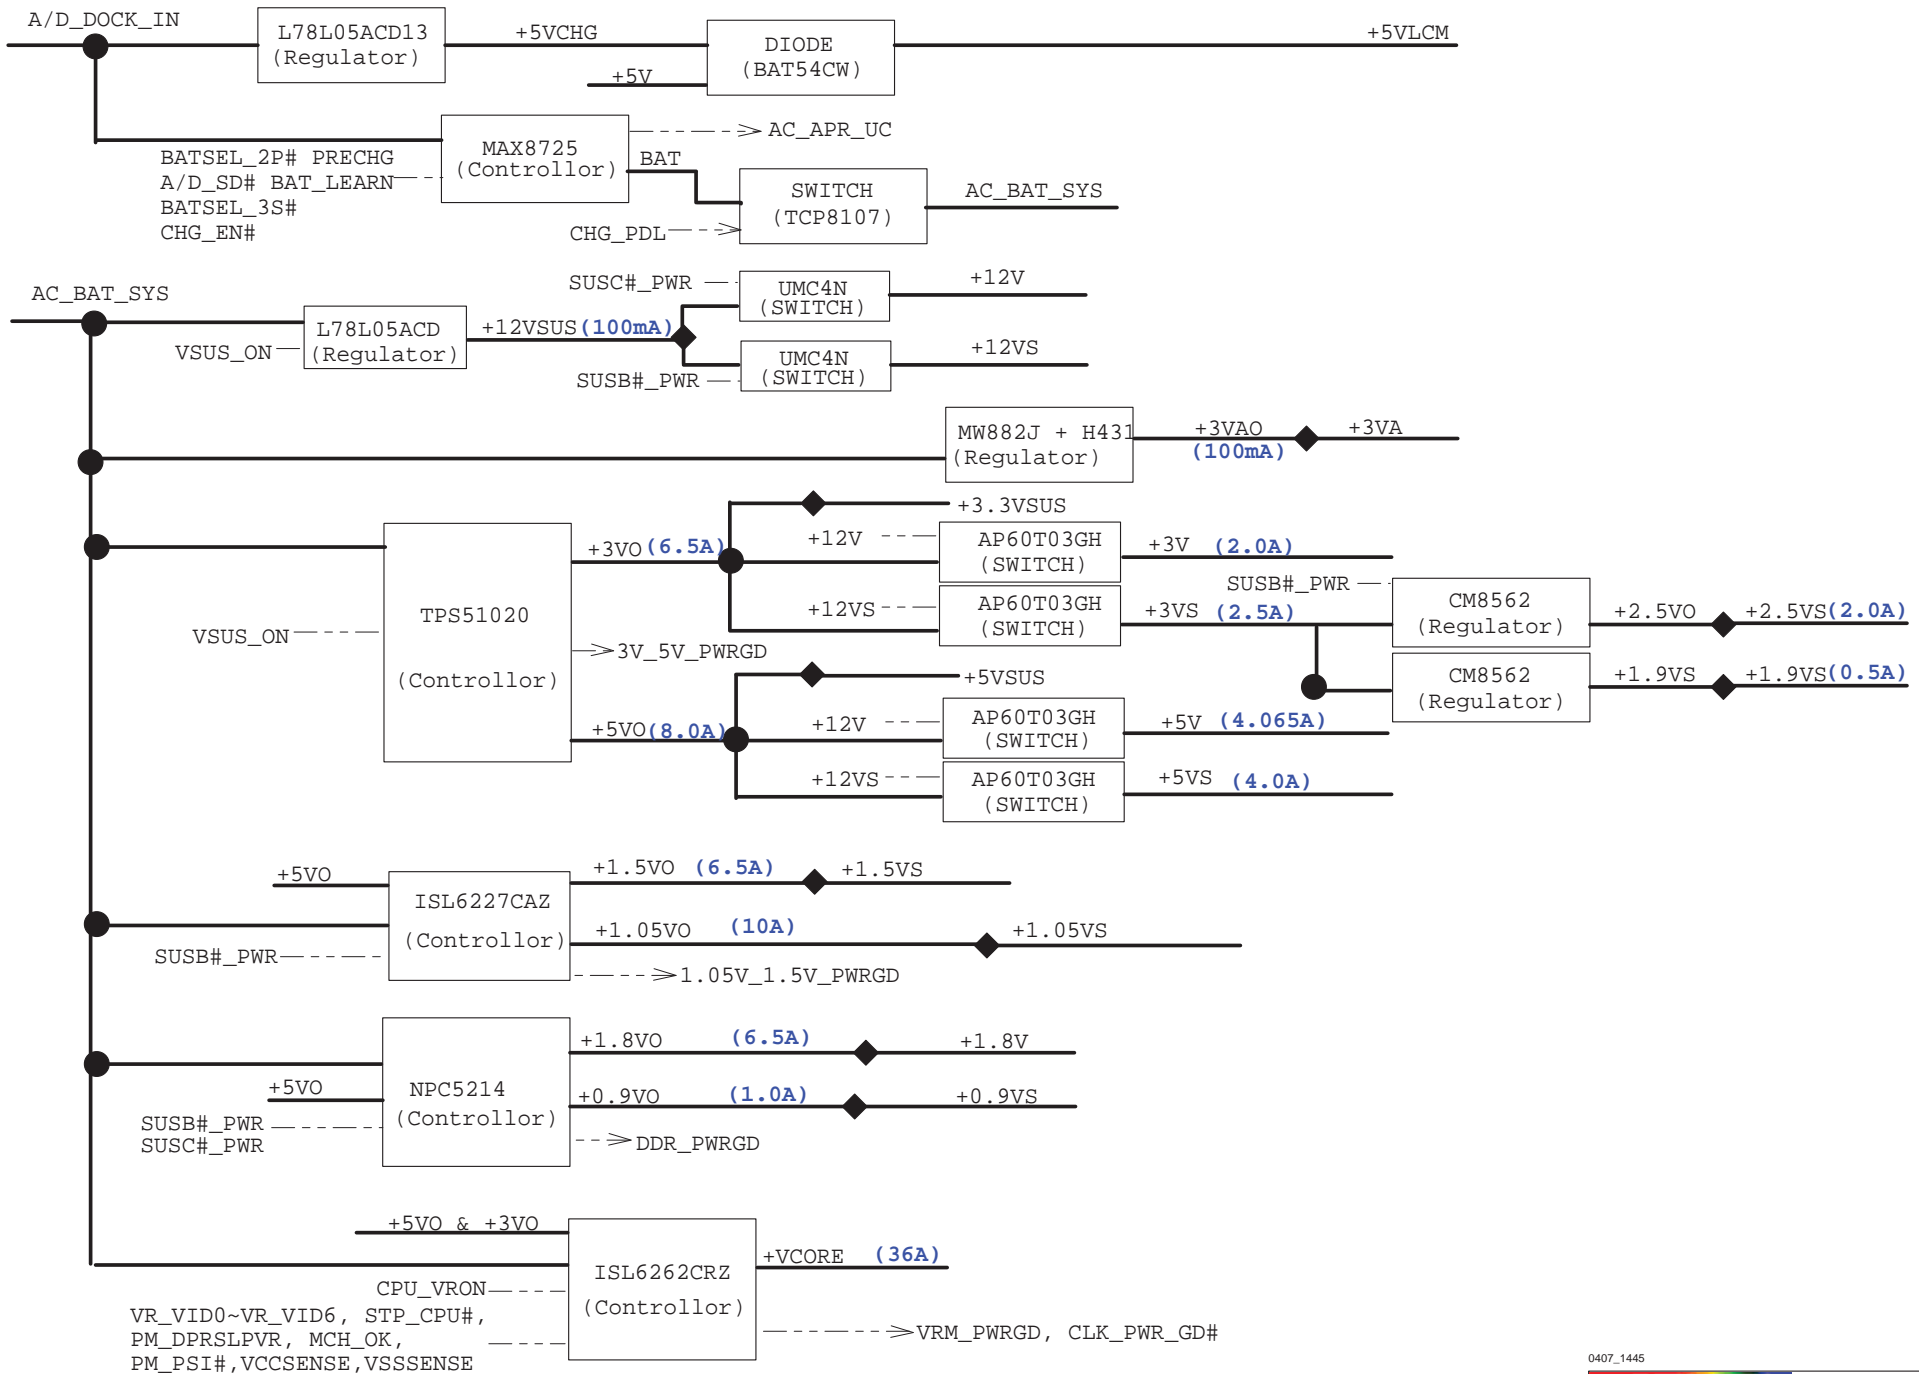 A/D_DOCK_IN
L78L05ACD13
(Regulator)
+5VCHG
+5V
DIODE
(BAT54CW)
+5VLCM
BATSEL_2P# PRECHG
A/D_SD# BAT_LEARN
BATSEL_3S#
CHG_EN#
MAX8725
(Controllor)
AC_APR_UC
BAT
CHG_PDL
SWITCH
(TCP8107)
AC_BAT_SYS
AC_BAT_SYS
VSUS_ON
L78L05ACD
(Regulator)
+12VSUS (100mA)
SUSC#_PWR
UMC4N
(SWITCH)
+12V
SUSB#_PWR
UMC4N
(SWITCH)
+12VS
MW882J + H431
(Regulator)
+3VAO
(100mA)
+3VA
VSUS_ON
TPS51020
(Controllor)
+3VO (6.5A)
3V_5V_PWRGD
+5VO (8.0A)
+3.3VSUS
+12V
AP60T03GH
(SWITCH)
+3V (2.0A)
+12VS
AP60T03GH
(SWITCH)
+3VS (2.5A)
SUSB#_PWR
CM8562
(Regulator)
+2.5VO
+2.5VS (2.0A)
CM8562
(Regulator)
+1.9VS
+1.9VS (0.5A)
+5VSUS
+12V
AP60T03GH
(SWITCH)
+5V (4.065A)
+12VS
AP60T03GH
(SWITCH)
+5VS (4.0A)
+5VO
SUSB#_PWR
ISL6227CAZ
(Controllor)
+1.5VO (6.5A)
+1.5VS
+1.05VO (10A)
+1.05VS
1.05V_1.5V_PWRGD
+5VO
SUSB#_PWR
SUSC#_PWR
NPC5214
(Controllor)
+1.8VO (6.5A)
+1.8V
+0.9VO (1.0A)
+0.9VS
DDR_PWRGD
+5VO & +3VO
CPU_VRON
VR_VID0~VR_VID6, STP_CPU#,
PM_DPRSLPVR, MCH_OK,
PM_PSI#,VCCSENSE,VSSSENSE
ISL6262CRZ
(Controllor)
+VCORE (36A)
VRM_PWRGD, CLK_PWR_GD#
0407_1445